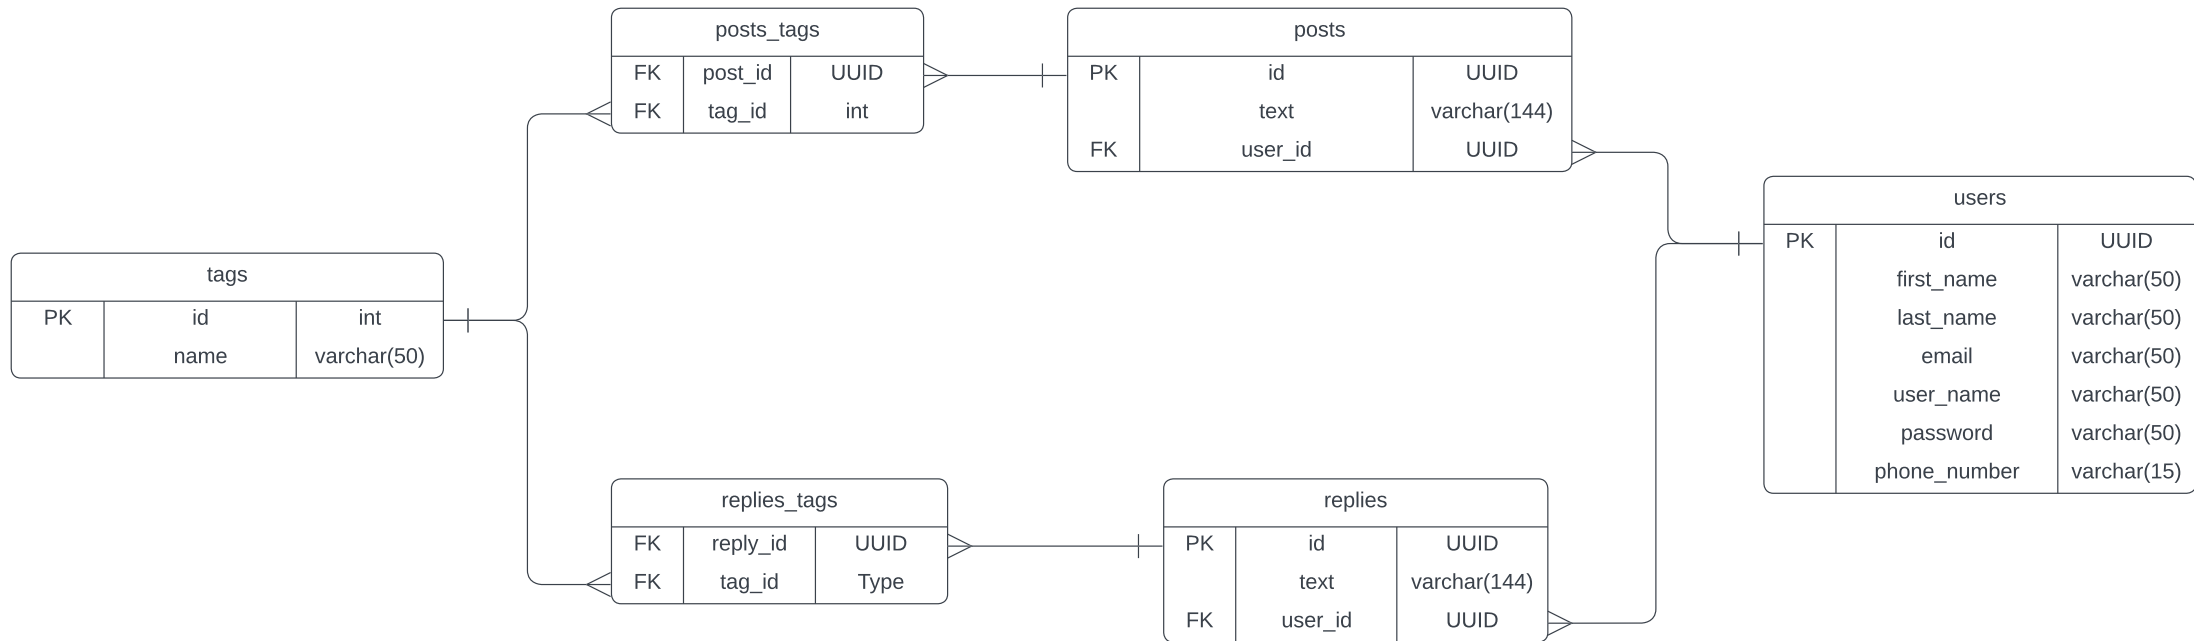 posts_tags
FK post_id UUID
FK tag_id int
posts
PK id UUID
text varchar(144)
FK user_id UUID
users
PK id UUID
first_name varchar(50)
last_name varchar(50)
email varchar(50)
user_name varchar(50)
password varchar(50)
phone_number varchar(15)
tags
PK id int
name varchar(50)
replies_tags
FK reply_id UUID
FK tag_id Type
replies
PK id UUID
text varchar(144)
FK user_id UUID